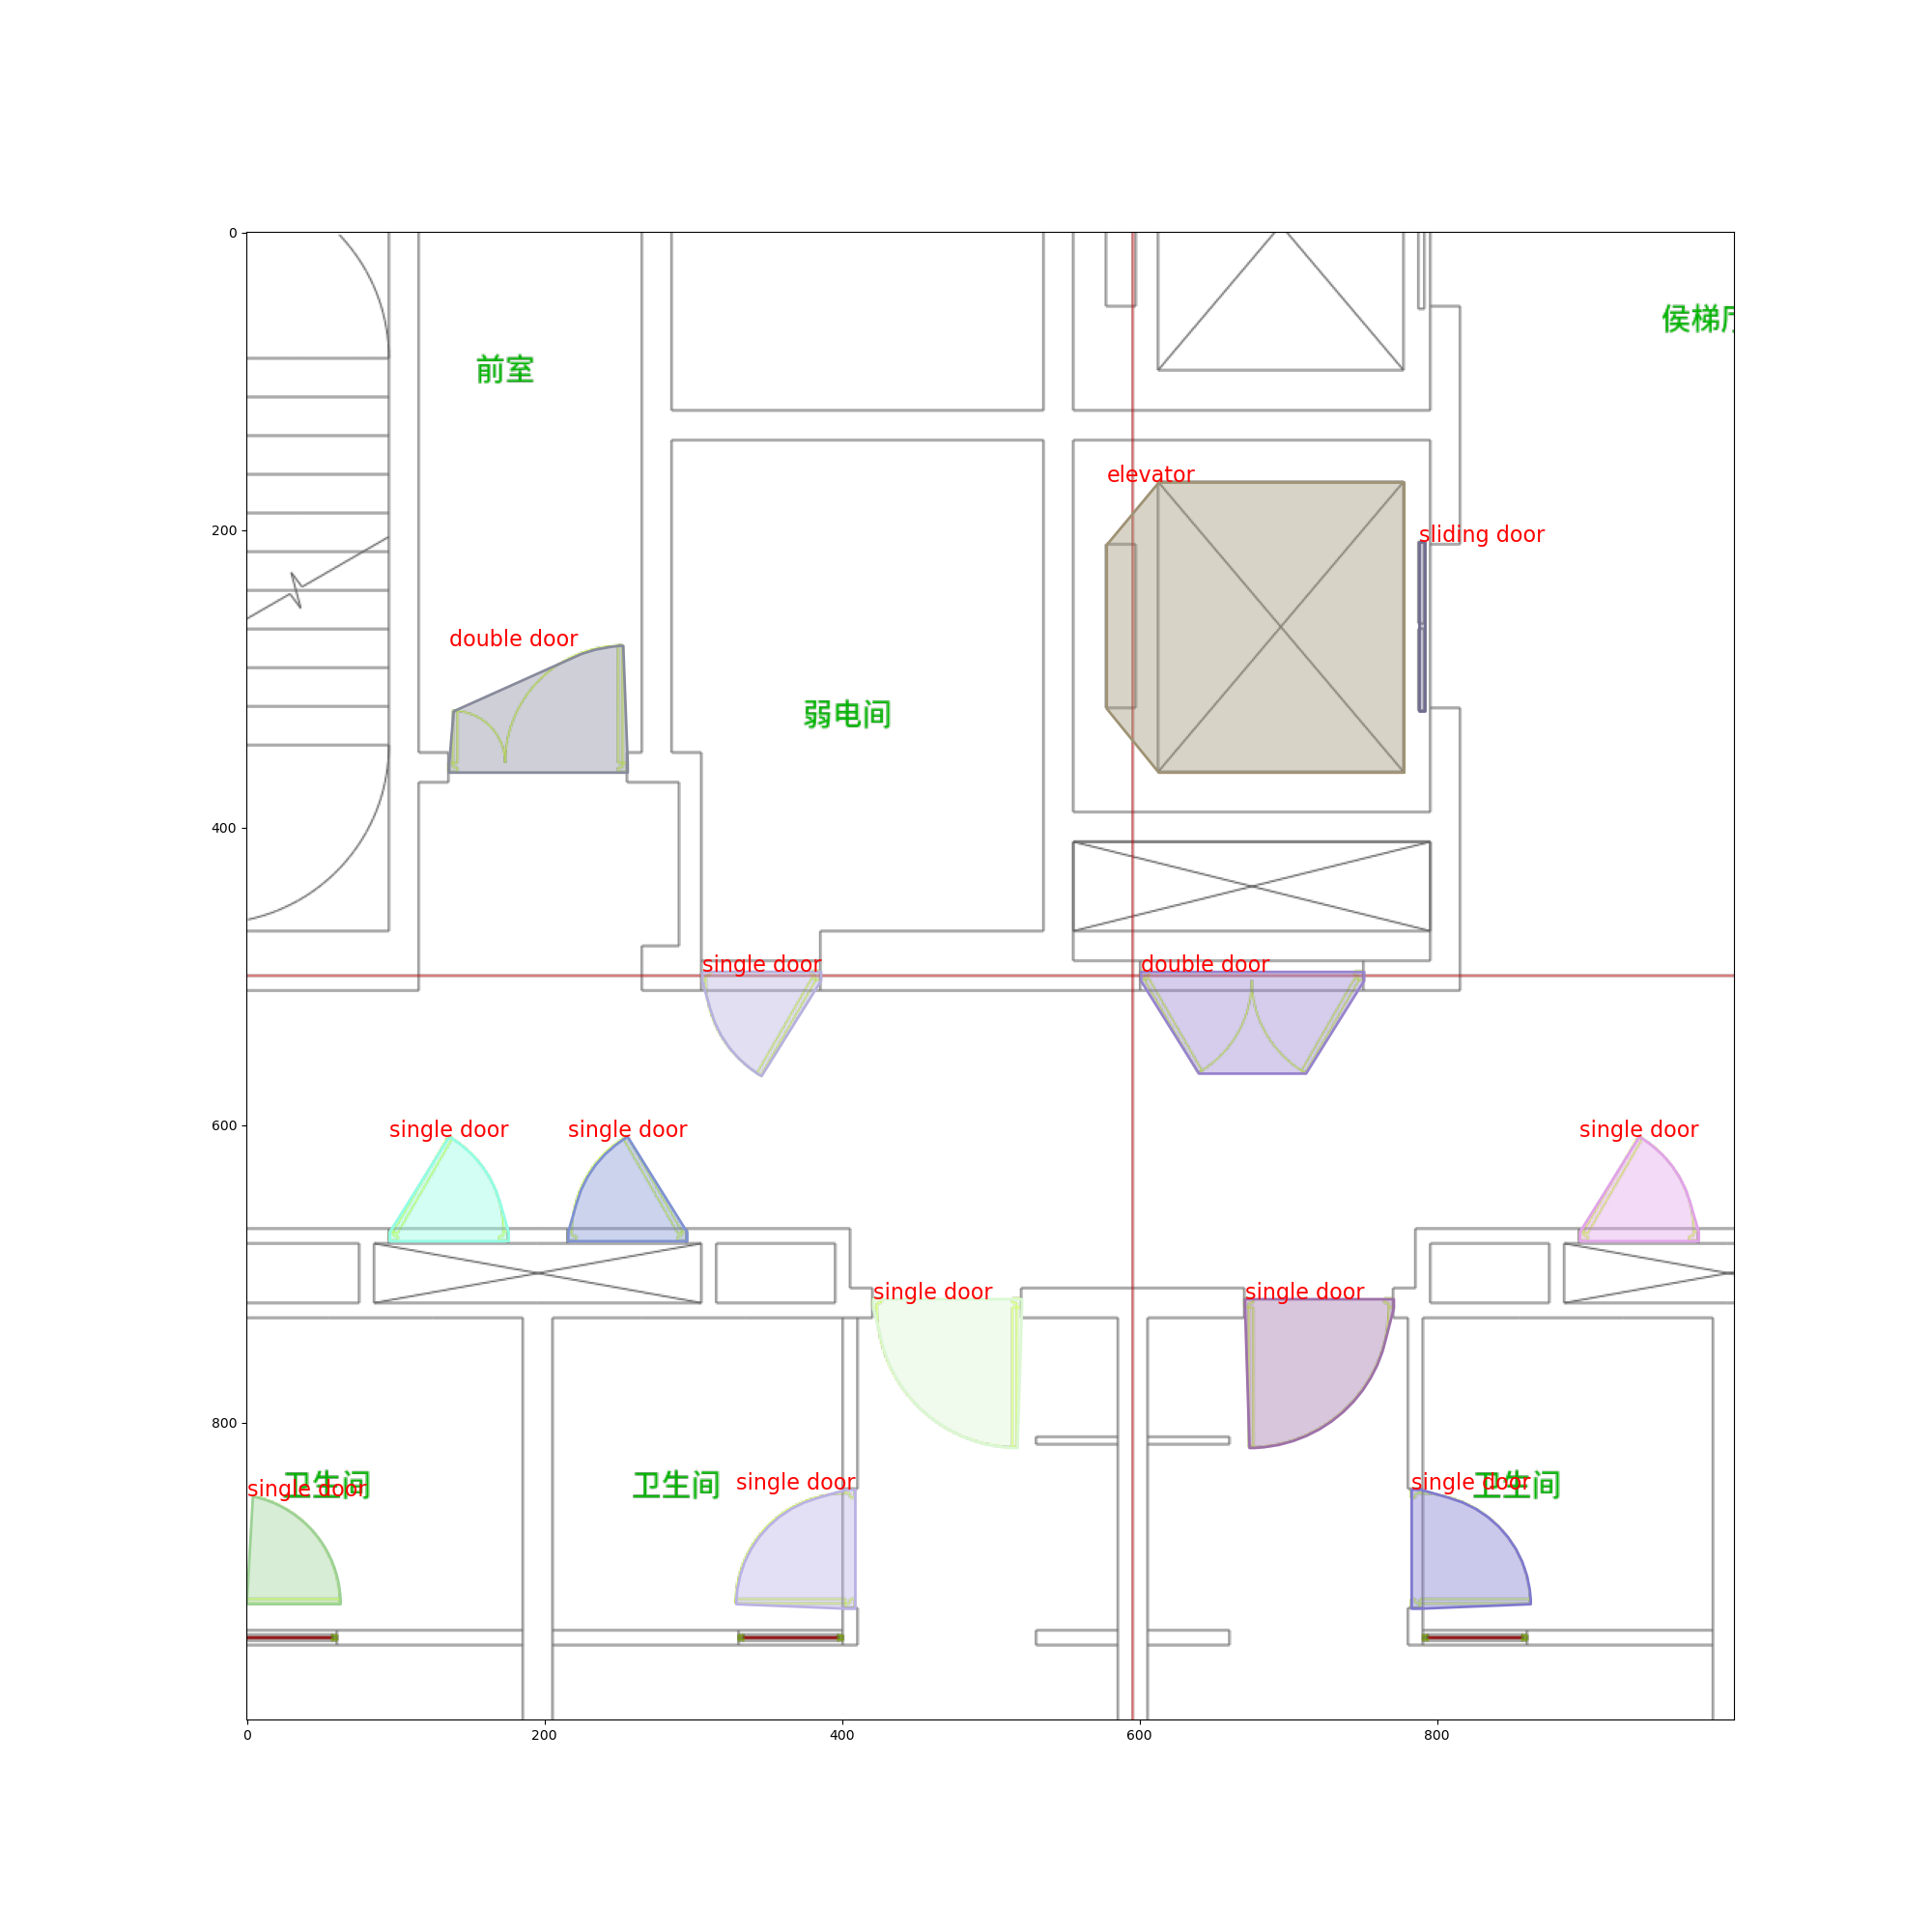 0
侯梯厅
前室
elevator
200
sliding door
double door
弱电间
400
single door
double door
600
single door
single door
single door
single door
single door
800
卫生间
single door
卫生间
single door
卫生间
single door
0
200
400
600
800